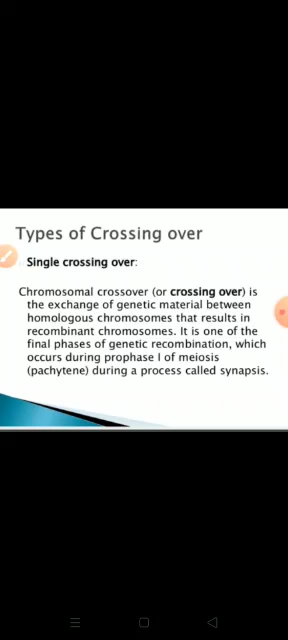 Types of Crossing over
Single crossing over:
Chromosomal crossover (or crossing over) is
the exchange of genetic material between
homologous chromosomes that results in
recombinant chromosomes. It is one of the
final phases of genetic recombination, which
occurs during prophase I of meiosis
(pachytene) during a process called synapsis.